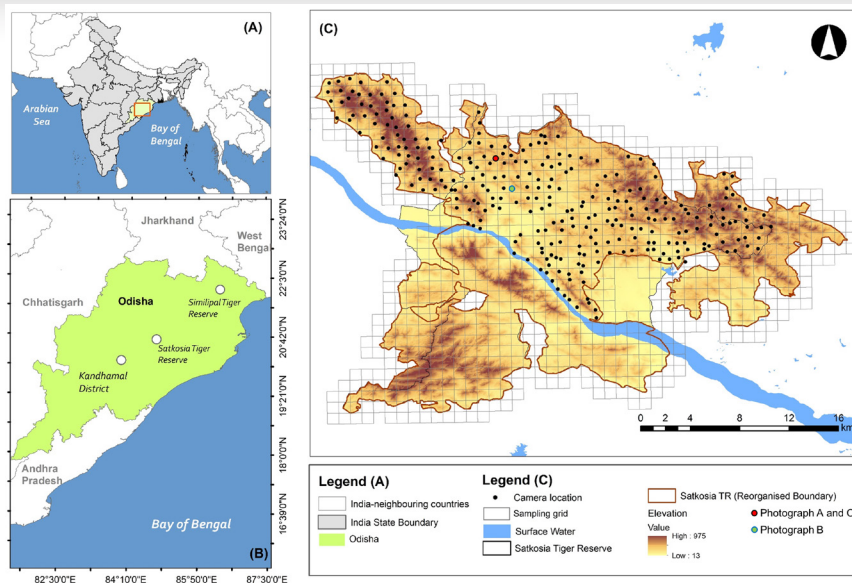 (A)
Arabian
Sea
Bay of
Bengal
Jharkhand
West
Benga
Chhatisgarh
Odisha
Similipal Tiger
Reserve
Satkosia Tiger
Reserve
Kandhamal
District
Andhra
Pradesh
Bay of Bengal
(B)
23°24'0"E
22°30'0"E
20°42'0"E
19°21'0"E
18°0'0"N
16°39'0"N
82°30'0"E
84°10'0"E
85°50'0"E
87°30'0"E
(C)
0
2
4
8
12
16
km
Legend (A)
India-neighbouring countries
India State Boundary
Odisha
Legend (C)
Camera location
Sampling grid
Surface Water
Satkosia Tiger Reserve
Satkosia TR (Reorganised Boundary)
Elevation
Value
High : 975
Low : 13
Photograph A and C
Photograph B